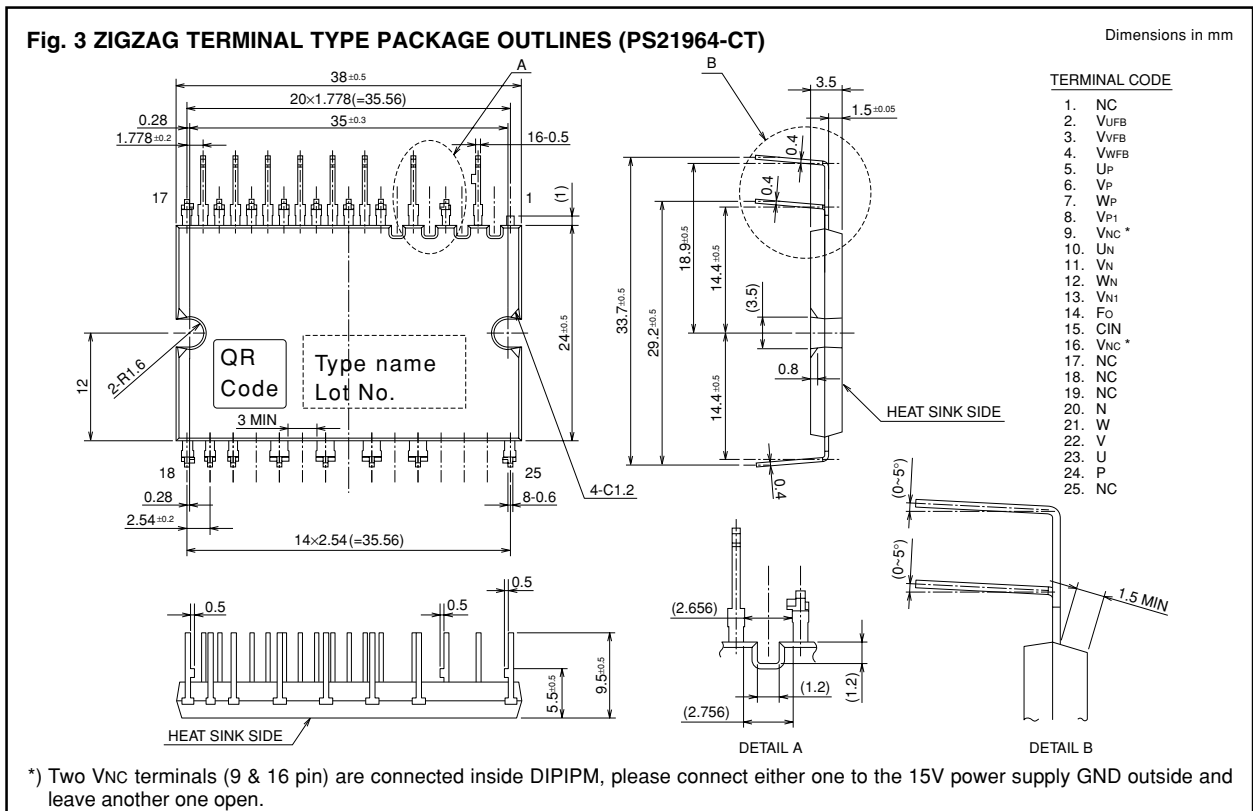 Fig. 3 ZIGZAG TERMINAL TYPE PACKAGE OUTLINES (PS21964-CT)
Dimensions in mm
A
38±0.5
20×1.778(=35.56)
0.28
35±0.3
1.778±0.2
16-0.5
17
1
(1)
QR
Code
Type name
Lot No.
3 MIN
2-R1.6
12
24±0.5
18
25
0.28
2.54±0.2
4-C1.2
8-0.6
14×2.54(=35.56)
B
3.5
1.5±0.05
0.4
0.4
33.7±0.5
29.2±0.5
18.9±0.5
14.4±0.5
(3.5)
0.8
14.4±0.5
0.4
HEAT SINK SIDE
TERMINAL CODE
1. NC
2. VUFB
3. VVFB
4. VWFB
5. UP
6. VP
7. WP
8. VP1
9. VNC *
10. UN
11. VN
12. WN
13. VN1
14. FO
15. CIN
16. VNC *
17. NC
18. NC
19. NC
20. N
21. W
22. V
23. U
24. P
25. NC
0.5
0.5
0.5
5.5±0.5
9.5±0.5
HEAT SINK SIDE
(2.656)
(1.2)
(1.2)
(2.756)
DETAIL A
(0~5°)
(0~5°)
1.5 MIN
DETAIL B
*) Two VNC terminals (9 & 16 pin) are connected inside DIPIPM, please connect either one to the 15V power supply GND outside and
leave another one open.